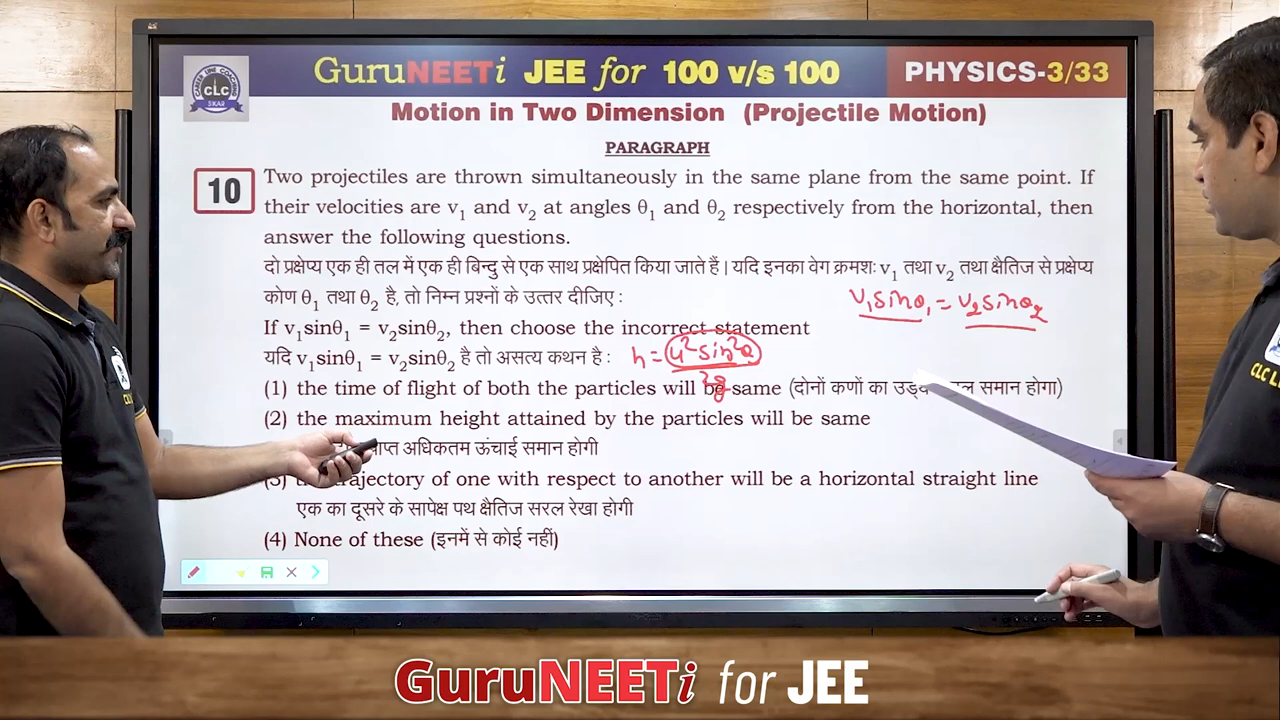 GuruNEETi JEE for 100 v/s 100
PHYSICS-3/33
CLC
SIKAR
Motion in Two Dimension (Projectile Motion)
PARAGRAPH
10 Two projectiles are thrown simultaneously in the same plane from the same point. If
their velocities are v₁ and v₂ at angles θ₁ and θ₂ respectively from the horizontal, then
answer the following questions.
दो प्रक्षेप्य एक ही तल में एक ही बिन्दु से एक साथ प्रक्षेपित किया जाते हैं। यदि इनका वेग क्रमशः v₁ तथा v₂ तथा क्षैतिज से प्रक्षेप्य
कोण θ₁ तथा θ₂ है, तो निम्न प्रश्नों के उत्तर दीजिए :
v₁sinθ₁ = v₂sinθ₂
If v₁sinθ₁ = v₂sinθ₂, then choose the incorrect statement
यदि v₁sinθ₁ = v₂sinθ₂ है तो असत्य कथन है :
h = u²sin²θ
2g
(1) the time of flight of both the particles will be same (दोनों कणों का समान होगा)
(2) the maximum height attained by the particles will be same
अधिकतम ऊंचाई समान होगी
trajectory of one with respect to another will be a horizontal straight line
एक का दूसरे के सापेक्ष पथ क्षैतिज सरल रेखा होगी
(4) None of these (इनमें से कोई नहीं)
GuruNEETi for JEE